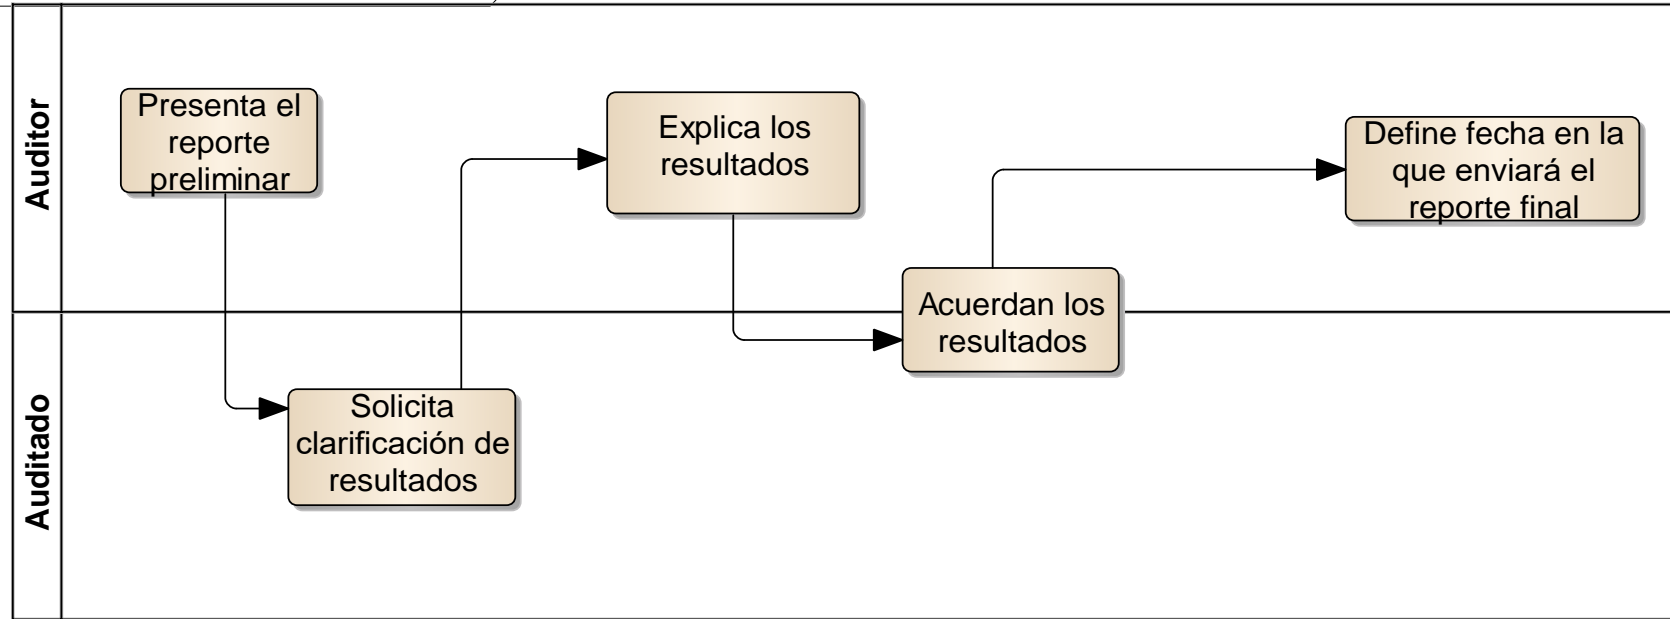 Auditor
Presenta el
reporte
preliminar
Explica los
resultados
Define fecha en la
que enviará el
reporte final
Acuerdan los
resultados
Auditado
Solicita
clarificación de
resultados